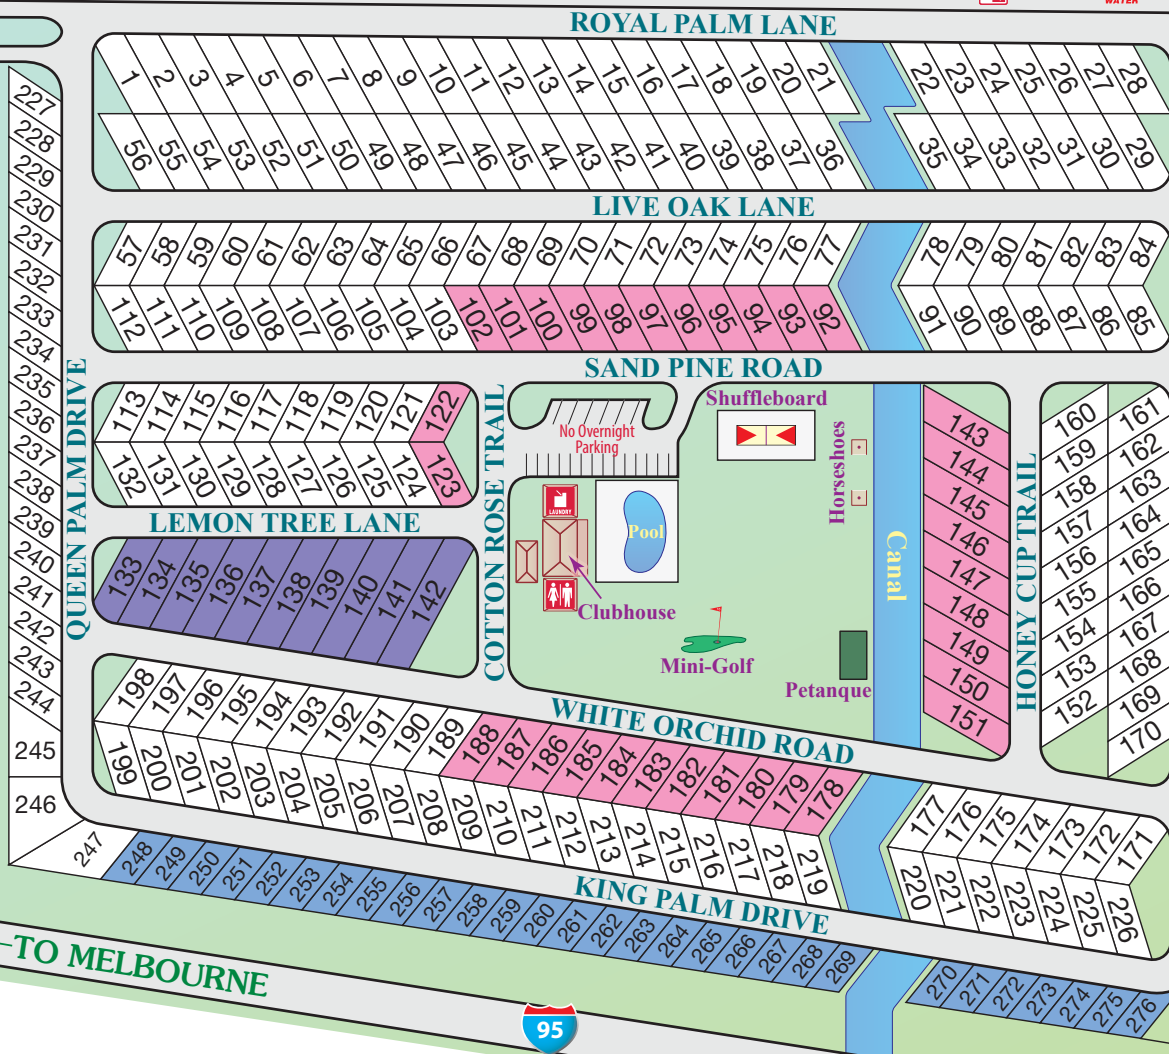 WATER
ROYAL PALM LANE
1 2 3 4 5 6 7 8 9 10 11 12 13 14 15 16 17 18 19 20 21 22 23 24 25 26 27 28
56 55 54 53 52 51 50 49 48 47 46 45 44 43 42 41 40 39 38 37 36 35 34 33 32 31 30 29
LIVE OAK LANE
57 58 59 60 61 62 63 64 65 66 67 68 69 70 71 72 73 74 75 76 77 78 79 80 81 82 83 84
112 111 110 109 108 107 106 105 104 103 102 101 100 99 98 97 96 95 94 93 92 91 90 89 88 87 86 85
SAND PINE ROAD
227
228
229
230
231
232
233
234
235
236
237
238
239
240
241
242
243
244
245
246
247
QUEEN PALM DRIVE
113 114 115 116 117 118 119 120 121 122
132 131 130 129 128 127 126 125 124 123
LEMON TREE LANE
133 134 135 136 137 138 139 140 141 142
COTTON ROSE TRAIL
No Overnight
Parking
Shuffleboard
Horseshoes
LAUNDRY
Pool
Clubhouse
Mini-Golf
Petanque
Canal
143
144
145
146
147
148
149
150
151
HONEY CUP TRAIL
160 161
159 162
158 163
157 164
156 165
155 166
154 167
153 168
152 169
170
WHITE ORCHID ROAD
198 197 196 195 194 193 192 191 190 189 188 187 186 185 184 183 182 181 180 179 178 177 176 175 174 173 172 171
199 200 201 202 203 204 205 206 207 208 209 210 211 212 213 214 215 216 217 218 219 220 221 222 223 224 225 226
KING PALM DRIVE
248 249 250 251 252 253 254 255 256 257 258 259 260 261 262 263 264 265 266 267 268 269 270 271 272 273 274 275 276
TO MELBOURNE
95